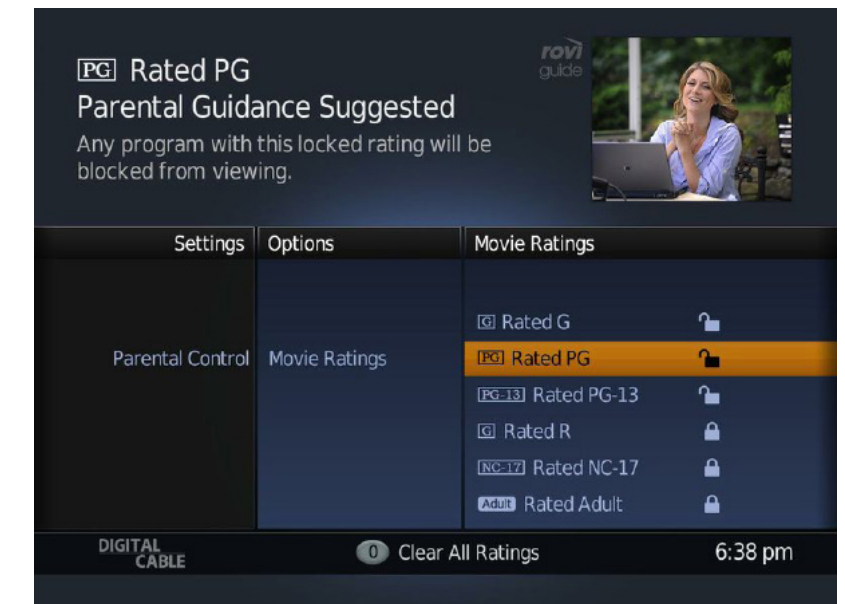 PG Rated PG
Parental Guidance Suggested
Any program with this locked rating will be
blocked from viewing.
rovi
guide
Settings Options Movie Ratings
G Rated G
Parental Control Movie Ratings PG Rated PG
PG-13 Rated PG-13
G Rated R
NC-17 Rated NC-17
Adult Rated Adult
DIGITAL
CABLE
0 Clear All Ratings 6:38 pm